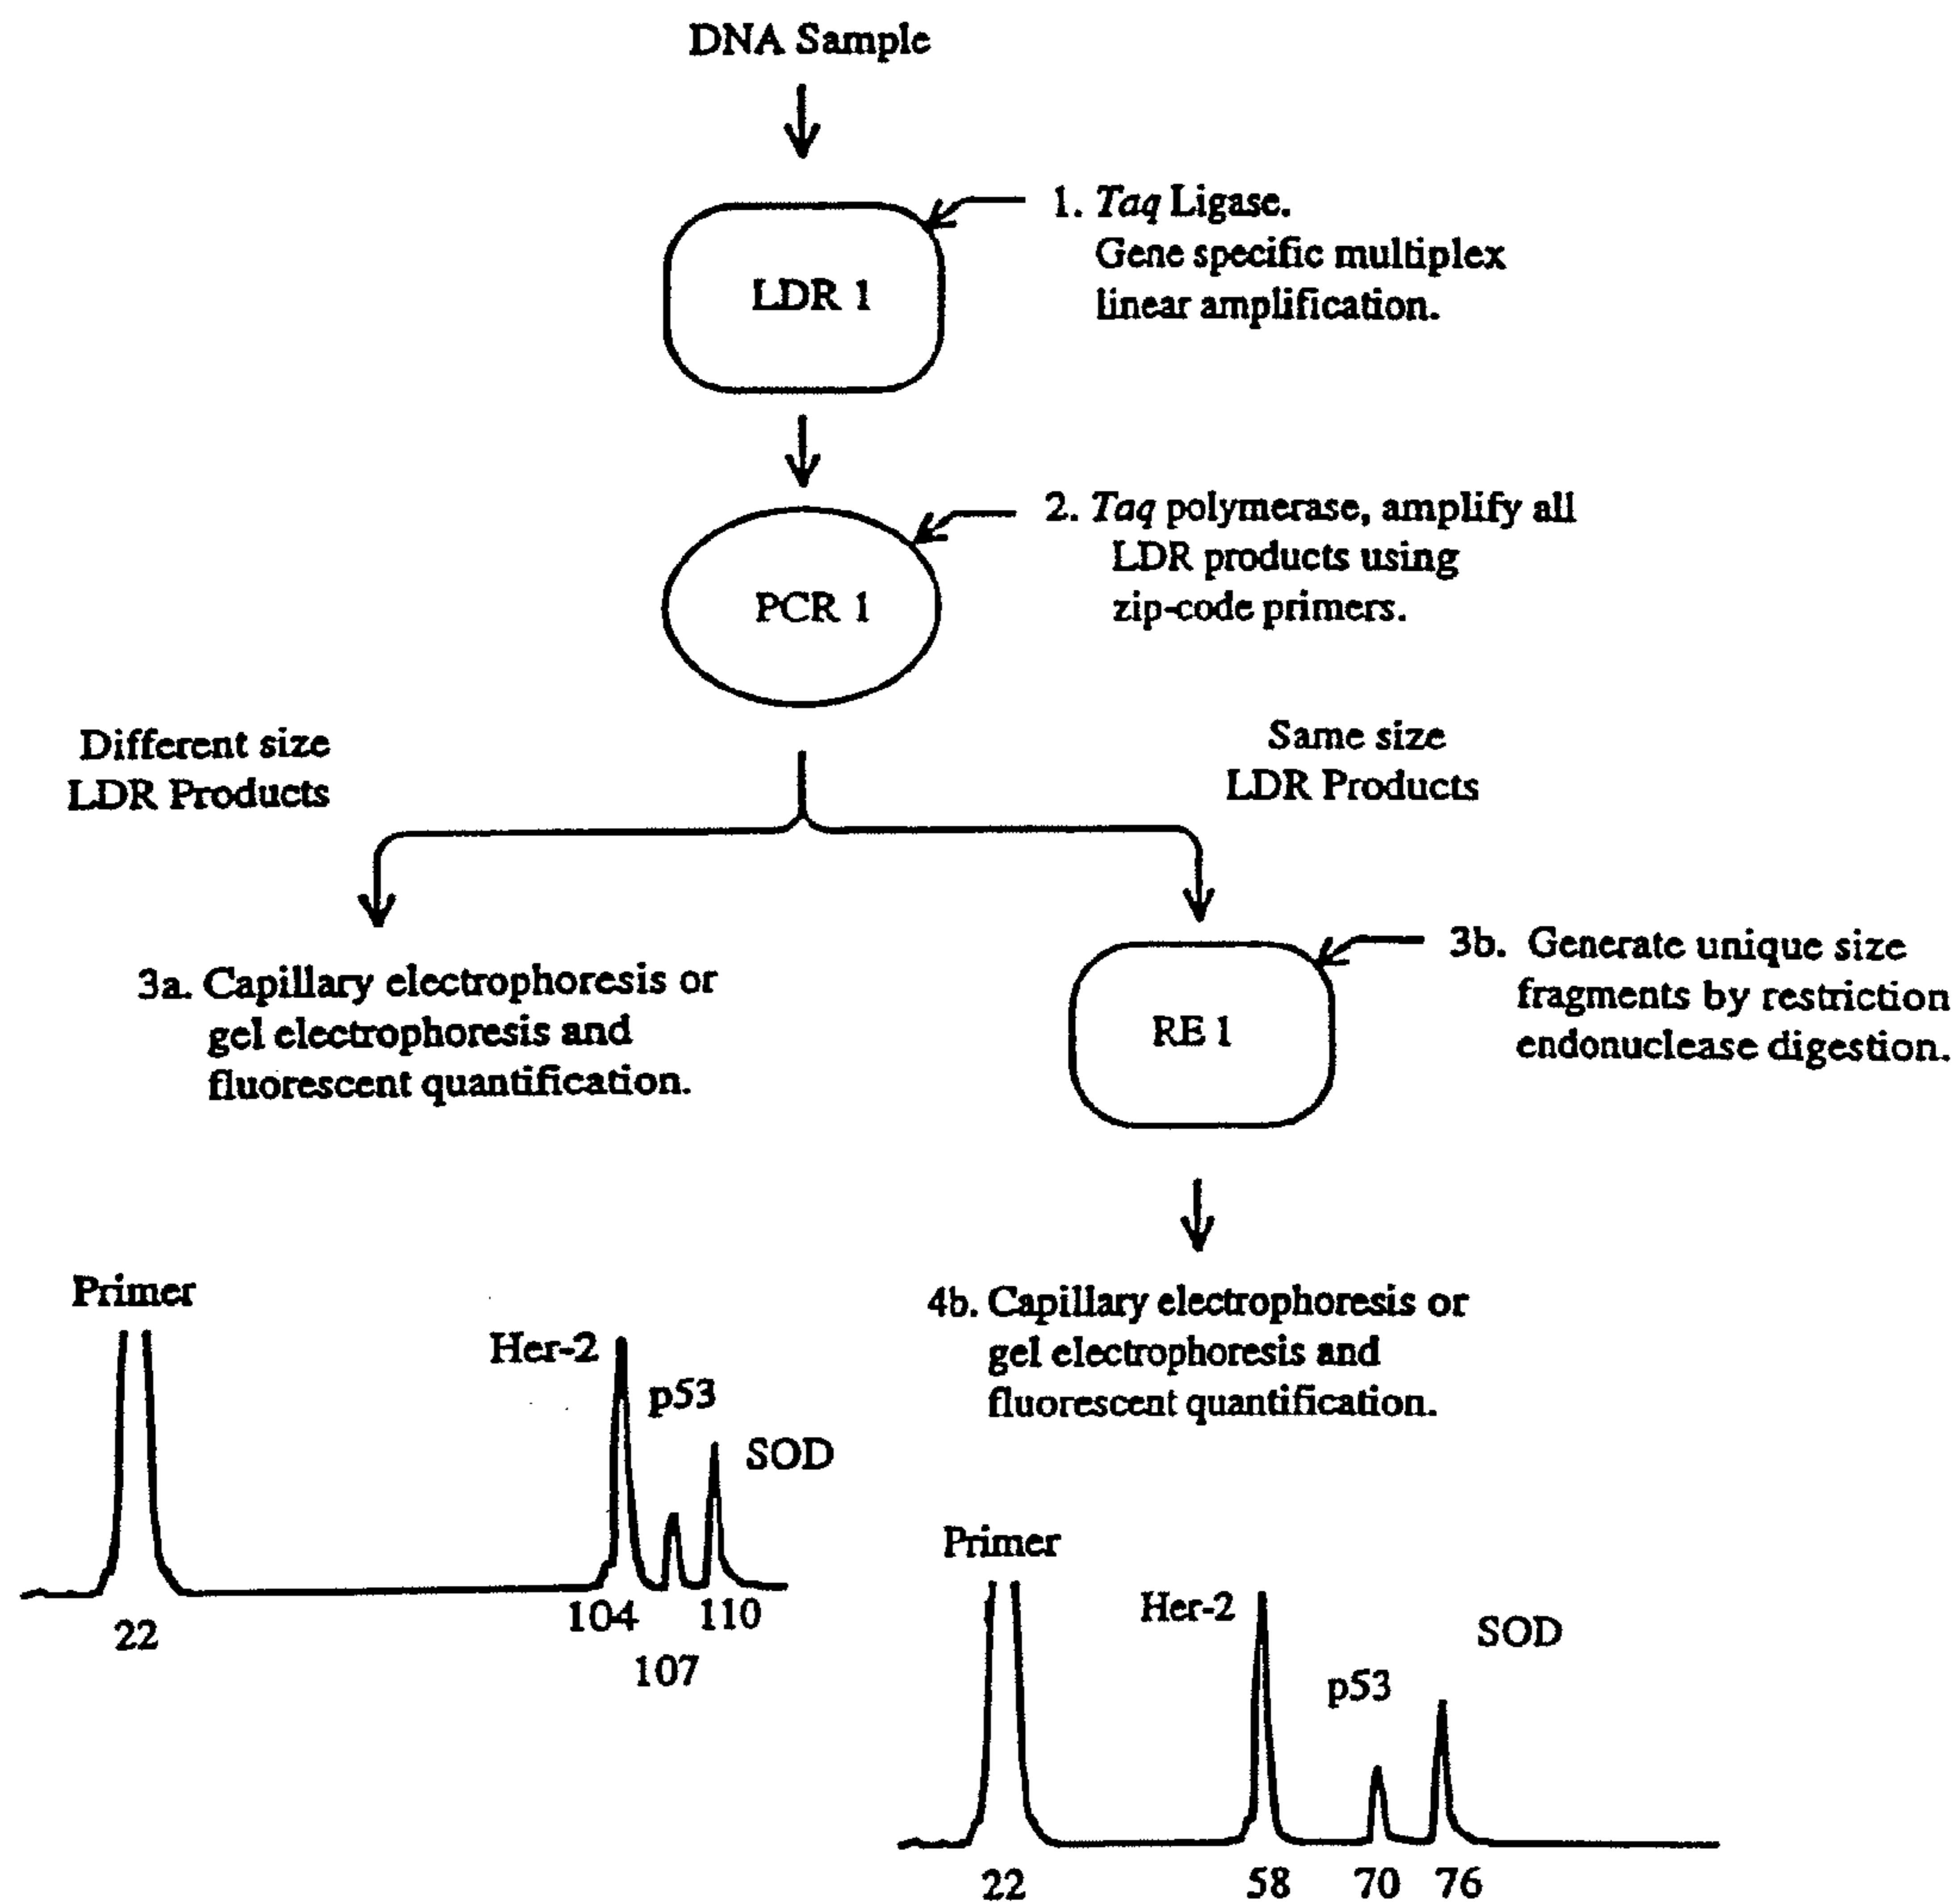 DNA Sample
1. Taq Ligase.
Gene specific multiplex
linear amplification.
LDR 1
2. Taq polymerase, amplify all
LDR products using
zip-code primers.
PCR 1
Different size
LDR Products
Same size
LDR Products
3a. Capillary electrophoresis or
gel electrophoresis and
fluorescent quantification.
3b. Generate unique size
fragments by restriction
endonuclease digestion.
RE 1
4b. Capillary electrophoresis or
gel electrophoresis and
fluorescent quantification.
Primer
Her-2
p53
SOD
22
104
107
110
Primer
Her-2
p53
SOD
22
58
70
76